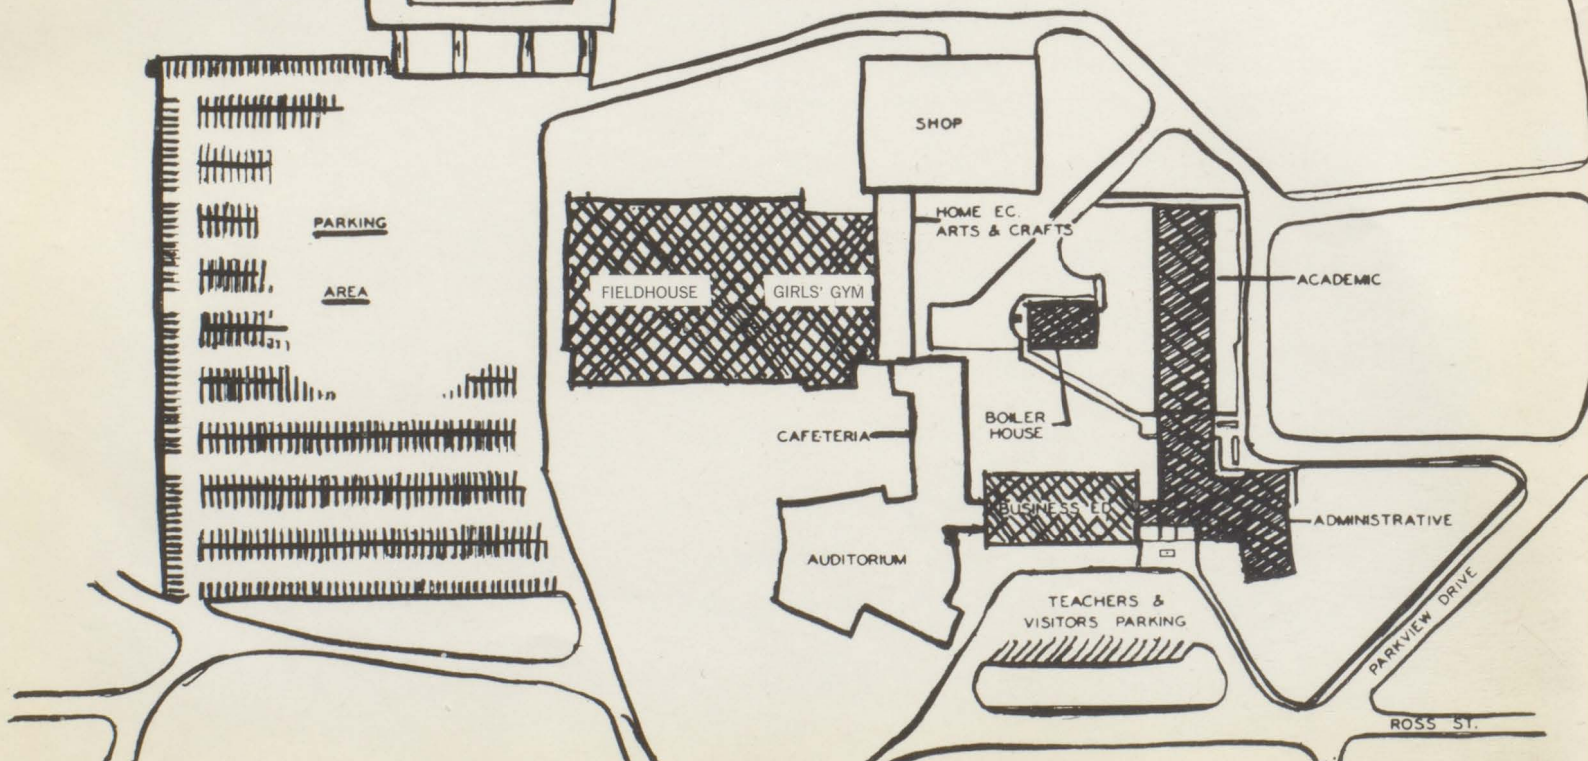 SHOP
PARKING
AREA
HOME EC.
ARTS & CRAFTS
ACADEMIC
FIELDHOUSE
GIRLS' GYM
CAFETERIA
BOILER
HOUSE
BUSINESS ED
ADMINISTRATIVE
AUDITORIUM
TEACHERS &
VISITORS PARKING
PARKVIEW DRIVE
ROSS ST.